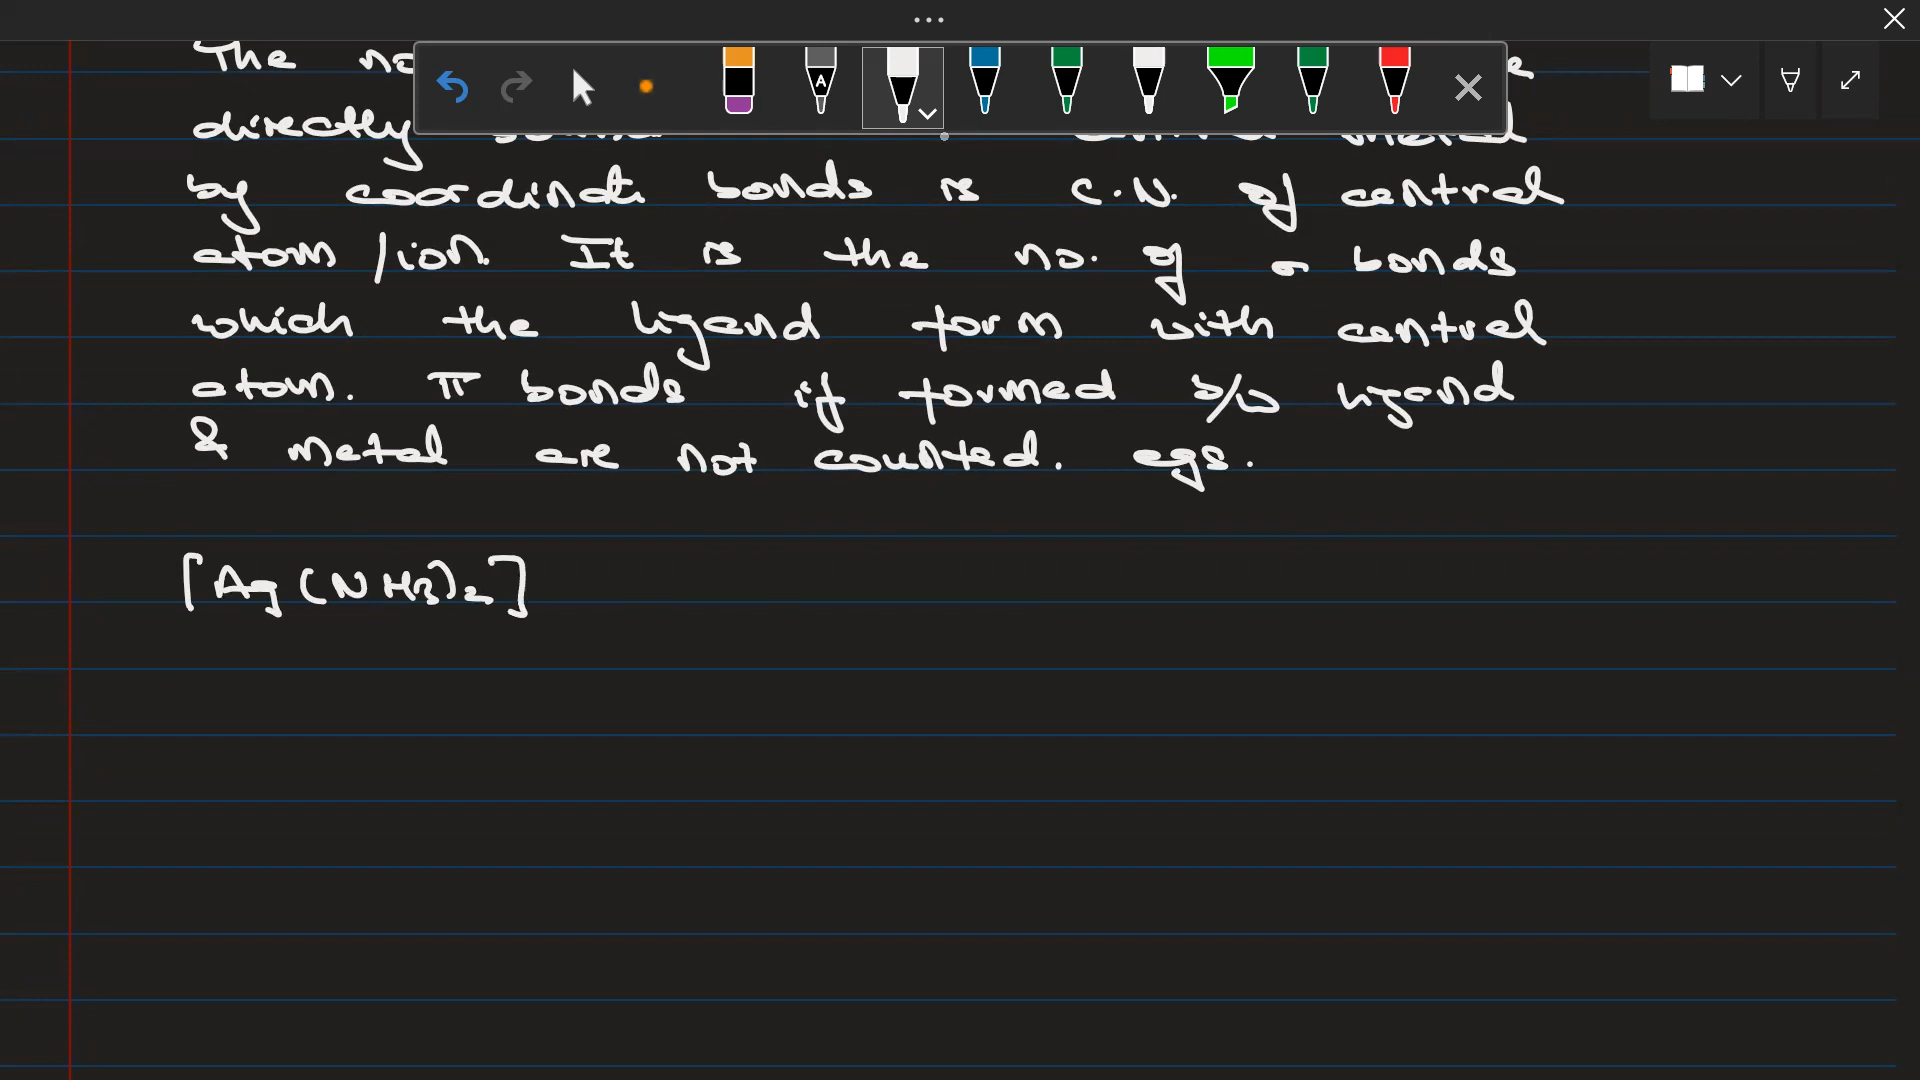 The
directly
by coordinate bonds is C.N. of central
atom/ion. It is the no. of σ bonds
which the ligand form with central
atom. π bonds if formed b/w ligand
& metal are not counted. egs.
[Ag(NH3)2]